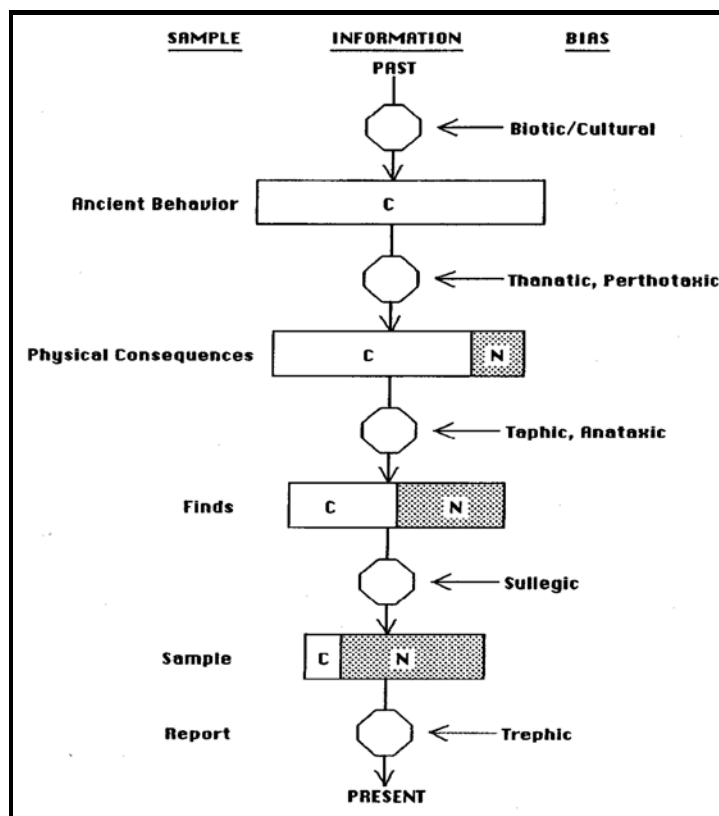 SAMPLE INFORMATION BIAS
PAST
Biotic/Cultural
Ancient Behavior C
Thanatic, Perthotaxic
Physical Consequences C N
Taphic, Anataxic
Finds C N
Sullegic
Sample C N
Report Trephic
PRESENT